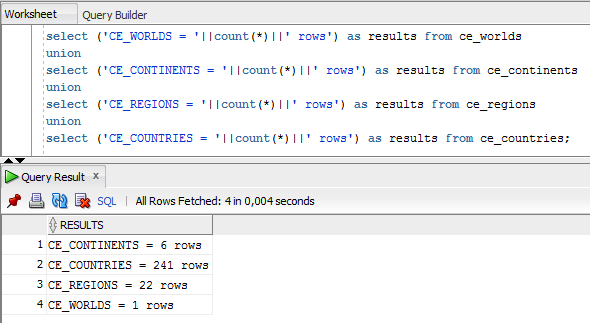 Worksheet Query Builder
select ('CE_WORLDS = '||count(*)||' rows') as results from ce_worlds
union
select ('CE_CONTINENTS = '||count(*)||' rows') as results from ce_continents
union
select ('CE_REGIONS = '||count(*)||' rows') as results from ce_regions
union
select ('CE_COUNTRIES = '||count(*)||' rows') as results from ce_countries;
Query Result x
SQL | All Rows Fetched: 4 in 0,004 seconds
RESULTS
1 CE_CONTINENTS = 6 rows
2 CE_COUNTRIES = 241 rows
3 CE_REGIONS = 22 rows
4 CE_WORLDS = 1 rows